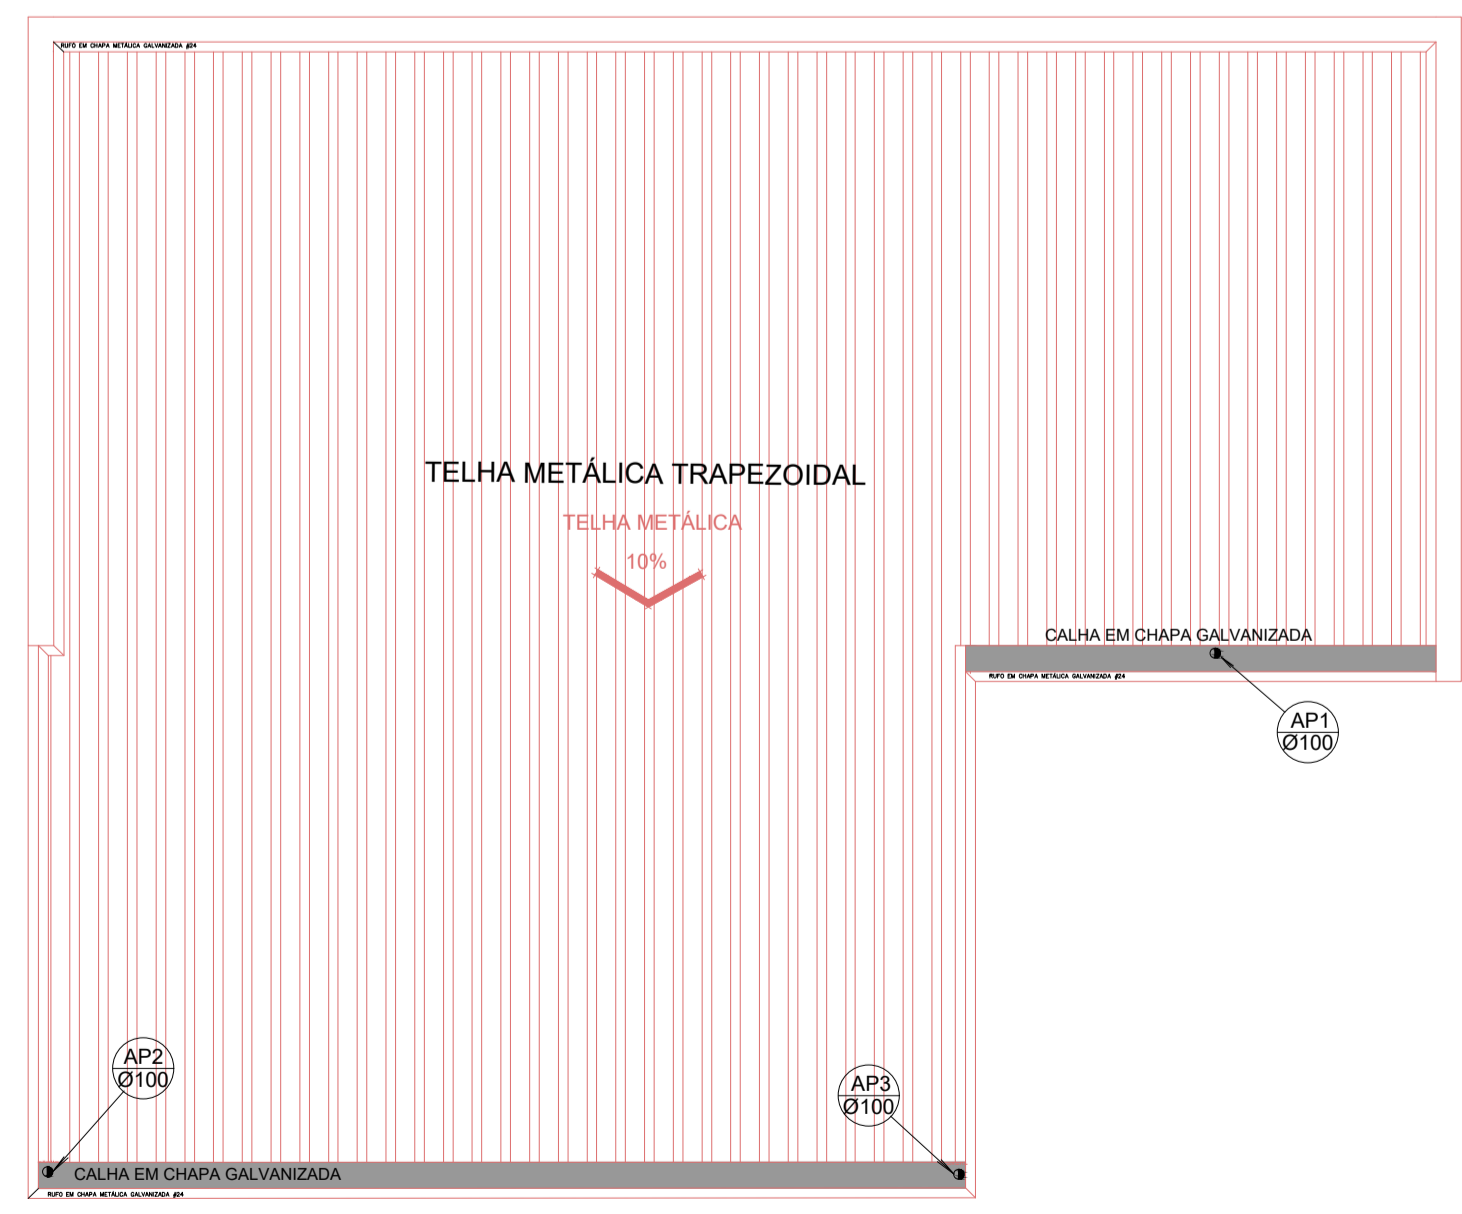 RUFO EM CHAPA METÁLICA GALVANIZADA #24
TELHA METÁLICA TRAPEZOIDAL
TELHA METÁLICA
10%
CALHA EM CHAPA GALVANIZADA
RUFO EM CHAPA METÁLICA GALVANIZADA #24
AP1
Ø100
AP2
Ø100
AP3
Ø100
CALHA EM CHAPA GALVANIZADA
RUFO EM CHAPA METÁLICA GALVANIZADA #24